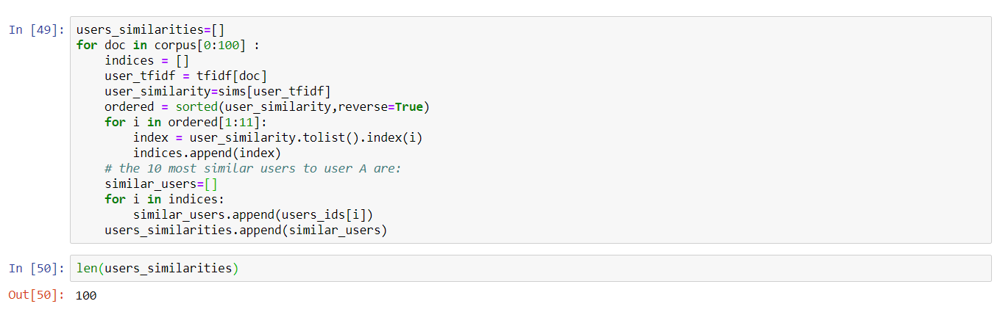 In [49]: users_similarities=[]
for doc in corpus[0:100] :
    indices = []
    user_tfidf = tfidf[doc]
    user_similarity=sims[user_tfidf]
    ordered = sorted(user_similarity,reverse=True)
    for i in ordered[1:11]:
        index = user_similarity.tolist().index(i)
        indices.append(index)
    # the 10 most similar users to user A are:
    similar_users=[]
    for i in indices:
        similar_users.append(users_ids[i])
    users_similarities.append(similar_users)
In [50]: len(users_similarities)
Out[50]: 100